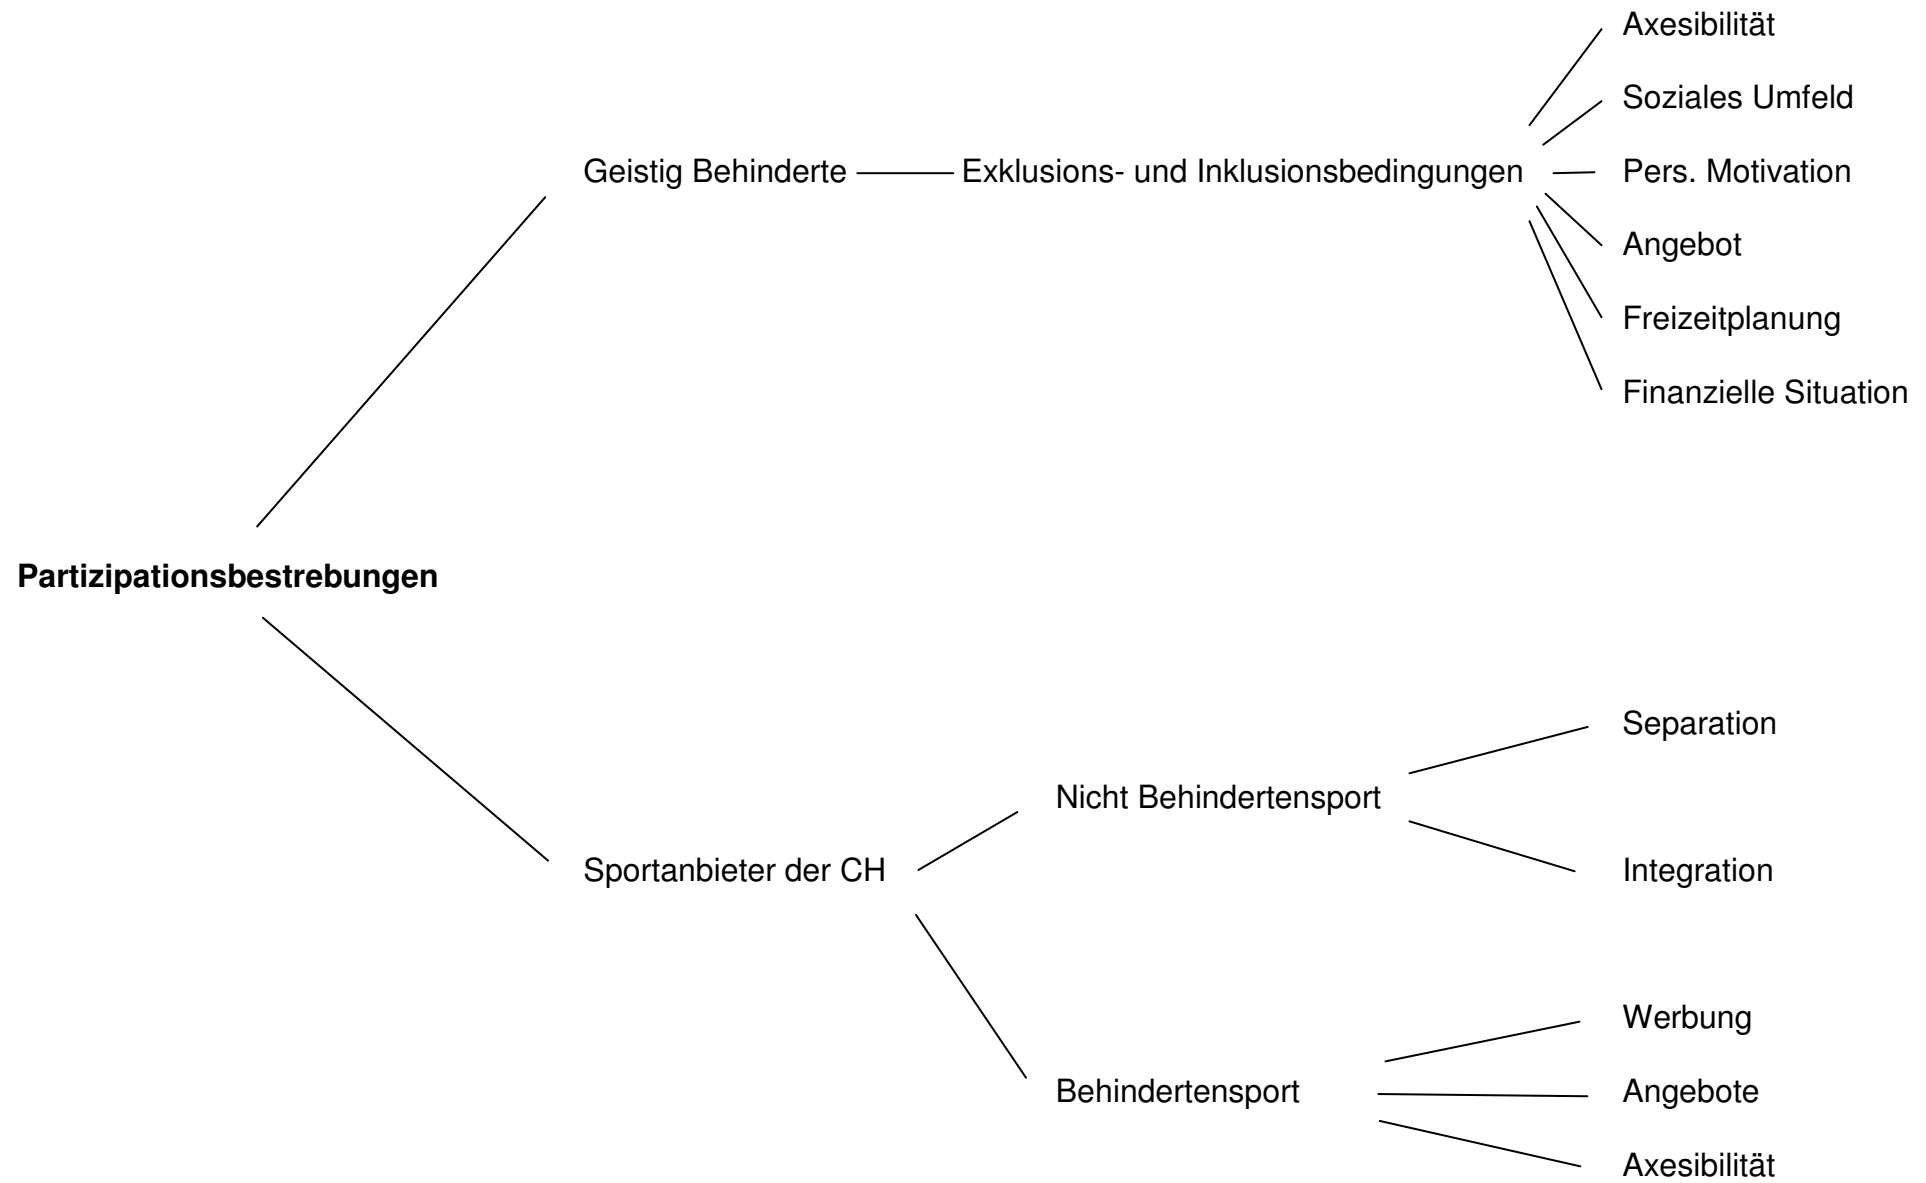 Axesibilität
Soziales Umfeld
Geistig Behinderte
Exklusions- und Inklusionsbedingungen
Pers. Motivation
Angebot
Freizeitplanung
Finanzielle Situation
Partizipationsbestrebungen
Separation
Nicht Behindertensport
Sportanbieter der CH
Integration
Werbung
Behindertensport
Angebote
Axesibilität